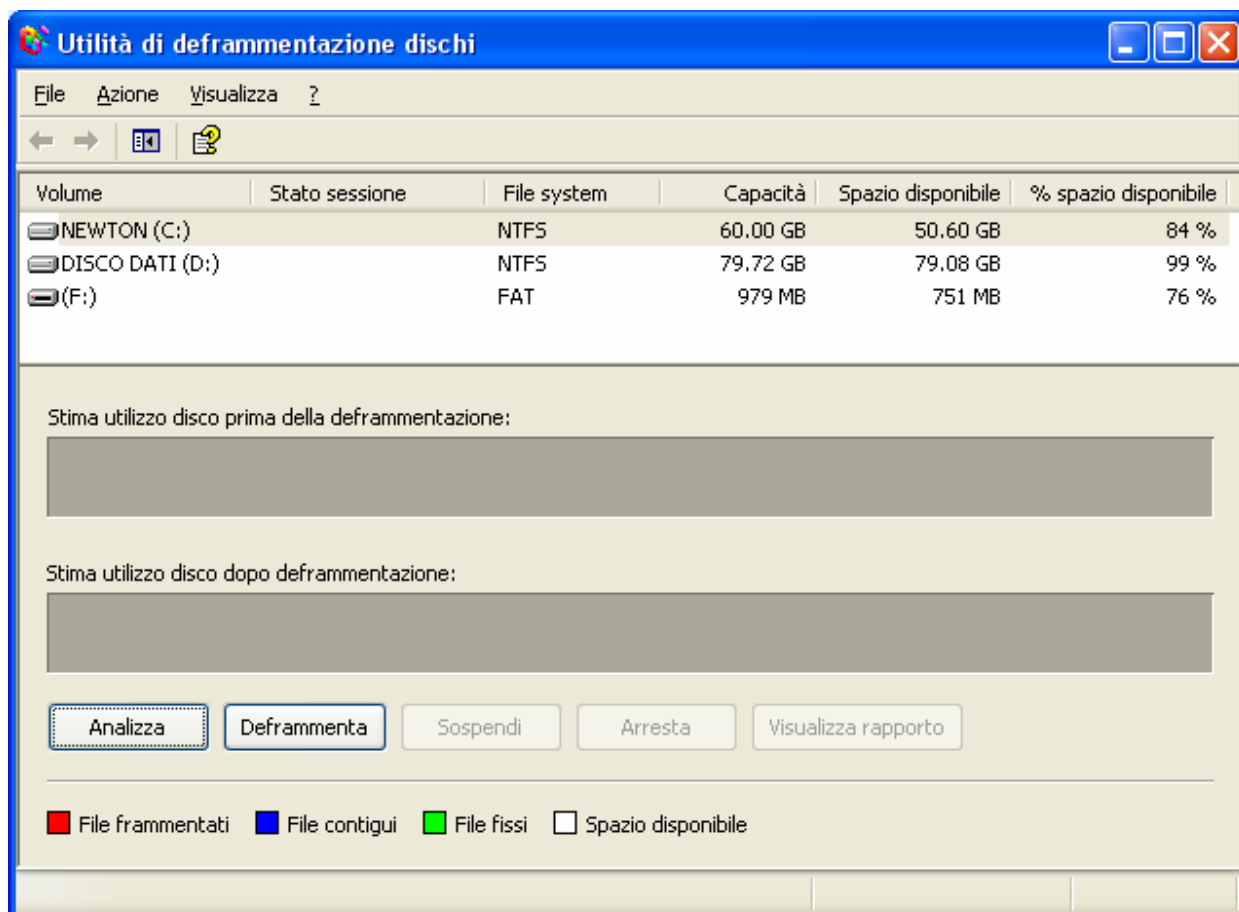 Utilità di deframmentazione dischi
File Azione Visualizza ?
Volume Stato sessione File system Capacità Spazio disponibile % spazio disponibile
NEWTON (C:) NTFS 60.00 GB 50.60 GB 84 %
DISCO DATI (D:) NTFS 79.72 GB 79.08 GB 99 %
(F:) FAT 979 MB 751 MB 76 %
Stima utilizzo disco prima della deframmentazione:
Stima utilizzo disco dopo deframmentazione:
Analizza Deframmenta Sospendi Arresta Visualizza rapporto
File frammentati File contigui File fissi Spazio disponibile